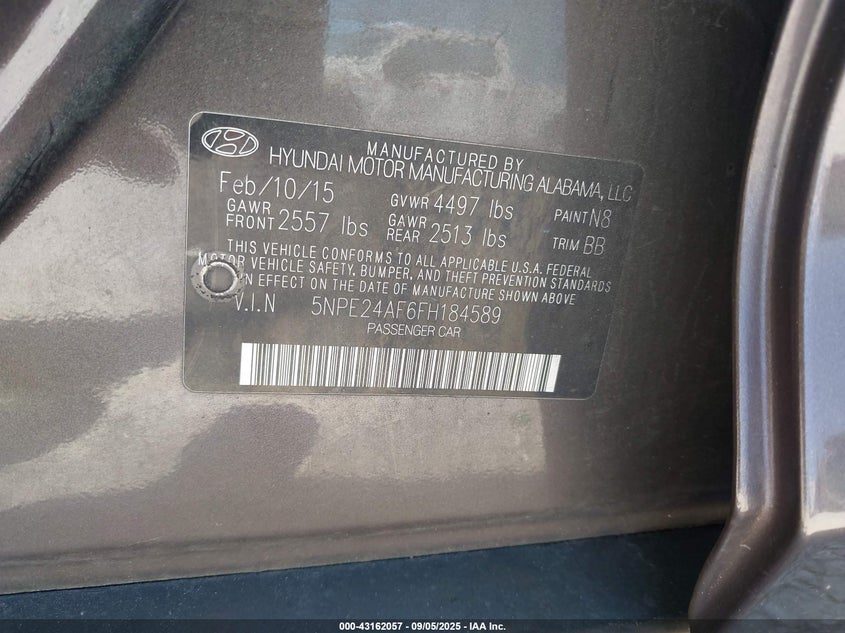 MANUFACTURED BY
HYUNDAI MOTOR MANUFACTURING ALABAMA, LLC
Feb/10/15 GVWR 4497 lbs PAINT N8
GAWR FRONT 2557 lbs GAWR REAR 2513 lbs TRIM BB
THIS VEHICLE CONFORMS TO ALL APPLICABLE U.S.A. FEDERAL
MOTOR VEHICLE SAFETY, BUMPER, AND THEFT PREVENTION STANDARDS
IN EFFECT ON THE DATE OF MANUFACTURE SHOWN ABOVE
V.I.N 5NPE24AF6FH184589
PASSENGER CAR
000-43162057 - 09/05/2025 - IAA Inc.